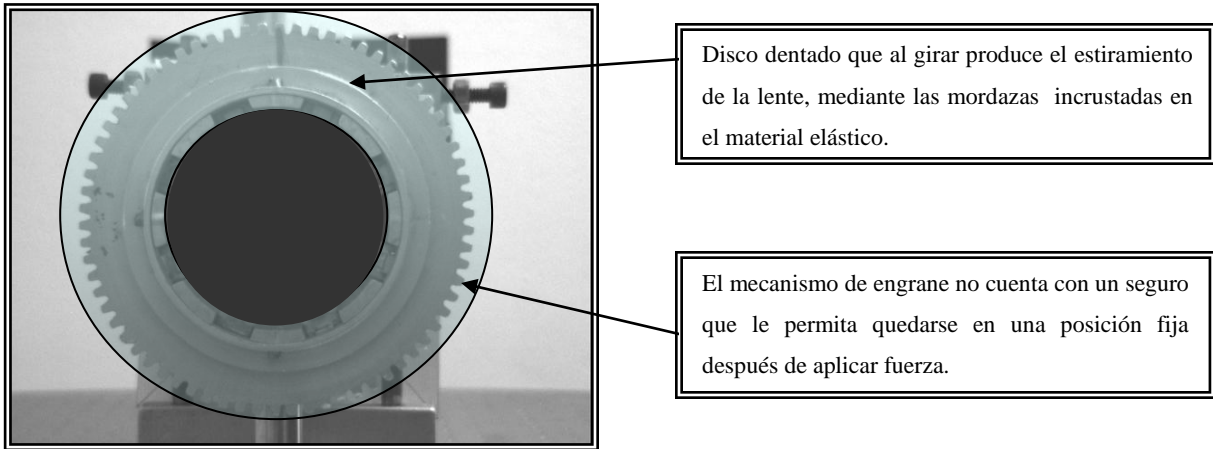 Disco dentado que al girar produce el estiramiento
de la lente, mediante las mordazas incrustadas en
el material elástico.
El mecanismo de engrane no cuenta con un seguro
que le permita quedarse en una posición fija
después de aplicar fuerza.